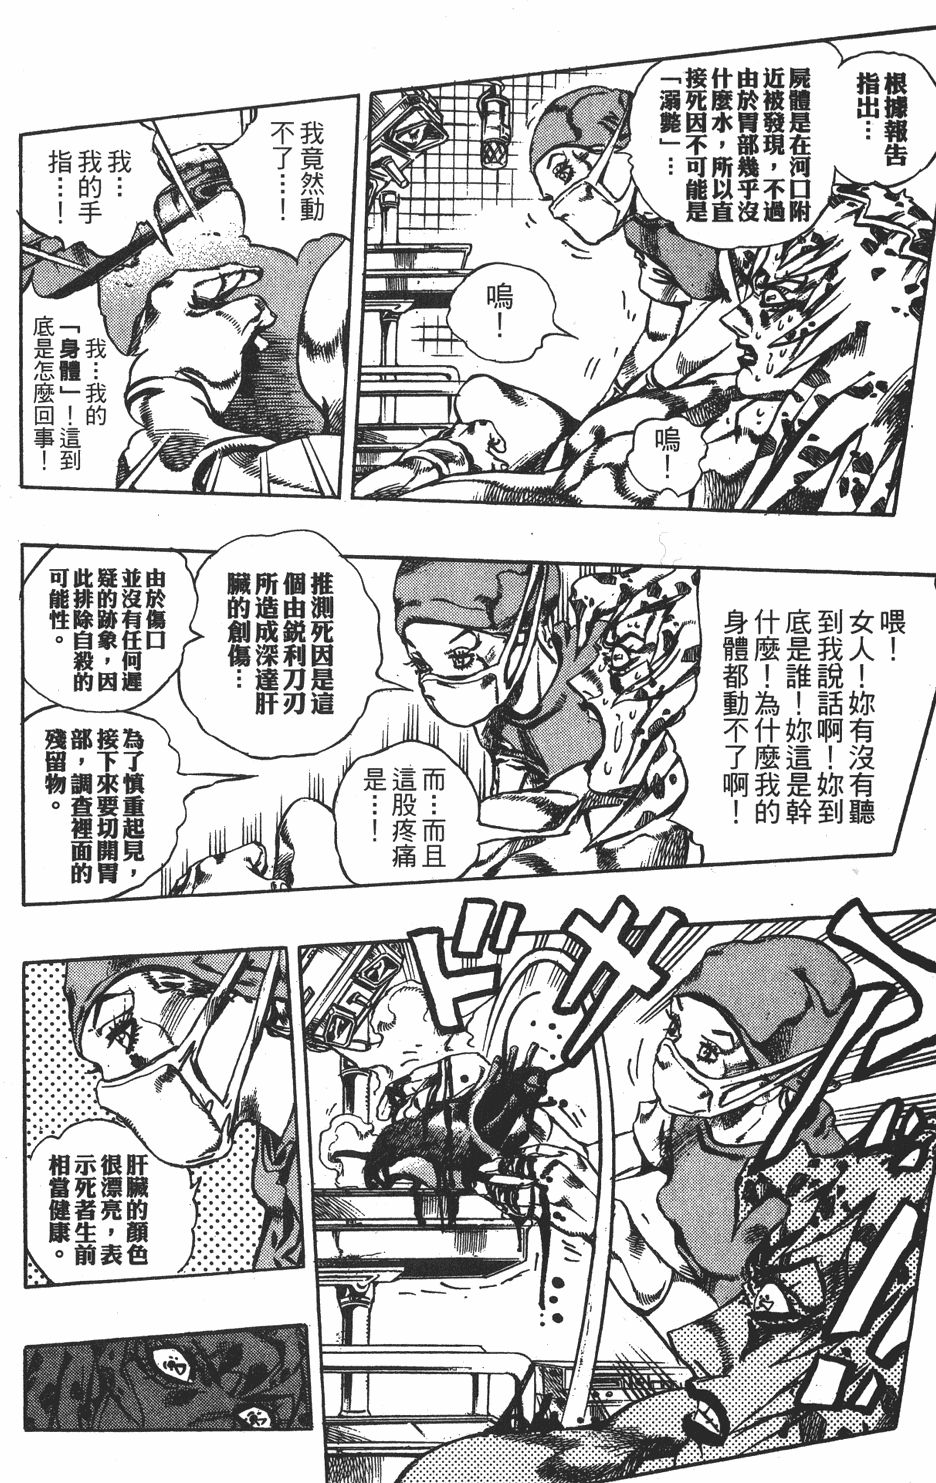 根據報告
指出…
屍體是在河口附
近被發現，不過
由於胃部幾乎沒
什麼水，所以直
接死因不可能是
「溺斃」…
嗚！
嗚！
我竟然動
不了…！
我…
我的手
指…！
我…我的
「身體」！這到
底是怎麼回事！
喂！
女人！妳有沒有聽
到我說話啊！妳到
底是誰！妳這是幹
什麼！為什麼我的
身體都動不了啊！
而…而且
這股疼痛
是…！
推測死因是這
個由銳利刀刃
所造成深達肝
臟的創傷…
由於傷口
並沒有任何遲
疑的跡象，因
此排除自殺的
可能性。
為了慎重起見，
接下來要切開胃
部，調查裡面的
殘留物。
ドサッ
肝臟的顏色
很漂亮，表
示死者生前
相當健康。